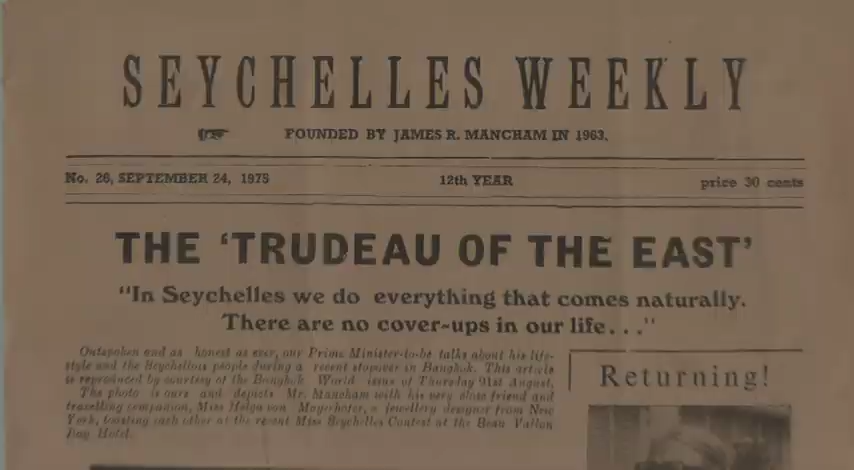 SEYCHELLES WEEKLY
FOUNDED BY JAMES R. MANCHAM IN 1963.
No. 26, SEPTEMBER 24, 1975
12th YEAR
price 30 cents
THE ‘TRUDEAU OF THE EAST’
“In Seychelles we do everything that comes naturally.
There are no cover-ups in our life...”
Outspoken and as honest as ever, our Prime Minister-to-be talks about his life-
style and the Seychellois people during a recent stopover in Bangkok. This article
is reproduced by courtesy of the Bangkok World issue of Thursday 21st August.
The photo is ours and depicts Mr. Mancham with his very close friend and
travelling companion, Miss Helga von a jewellery designer from New
York, toasting each other at the recent Miss Seychelles Contest at the Beau Vallon
Bay Hotel.
Returning!